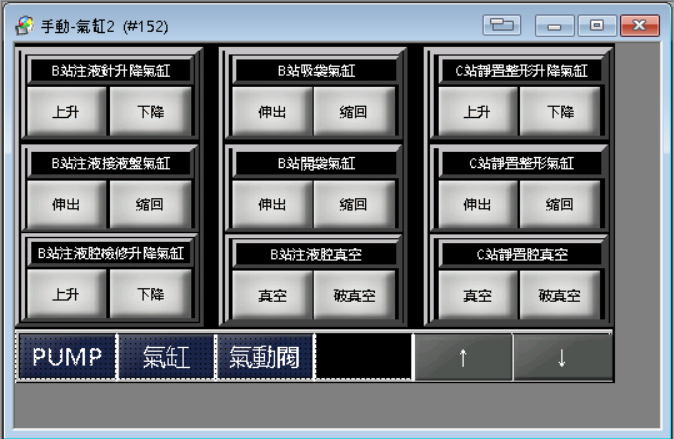 手動-氣缸2 (#152)
B站注液針升降氣缸
上升 下降
B站吸袋氣缸
伸出 縮回
C站靜置整形升降氣缸
上升 下降
B站注液接液盤氣缸
伸出 縮回
B站開袋氣缸
伸出 縮回
C站靜置整形氣缸
伸出 縮回
B站注液腔檢修升降氣缸
上升 下降
B站注液腔真空
真空 破真空
C站靜置腔真空
真空 破真空
PUMP 氣缸 氣動閥 ↑ ↓